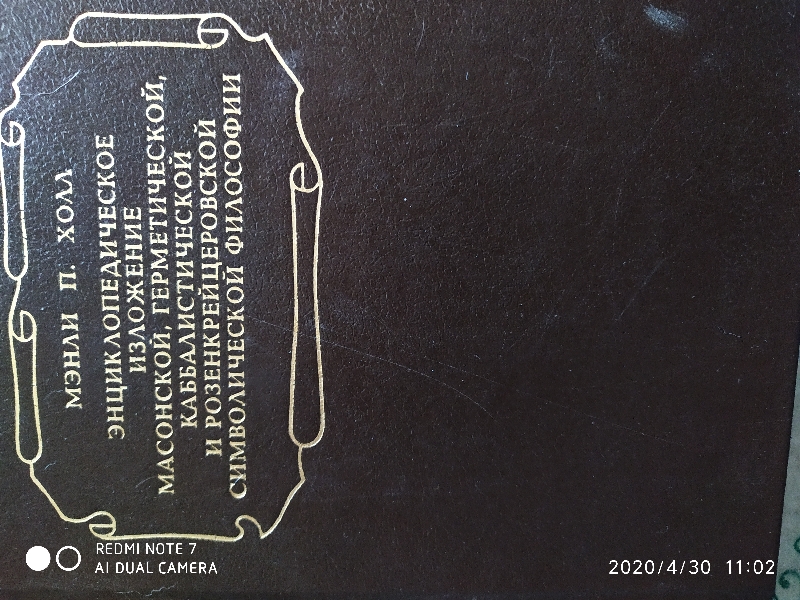 МЭНЛИ П. ХОЛЛ
ЭНЦИКЛОПЕДИЧЕСКОЕ
ИЗЛОЖЕНИЕ
МАСОНСКОЙ, ГЕРМЕТИЧЕСКОЙ,
КАББАЛИСТИЧЕСКОЙ
И РОЗЕНКРЕЙЦЕРОВСКОЙ
СИМВОЛИЧЕСКОЙ ФИЛОСОФИИ
REDMI NOTE 7
AI DUAL CAMERA
2020/4/30 11:02